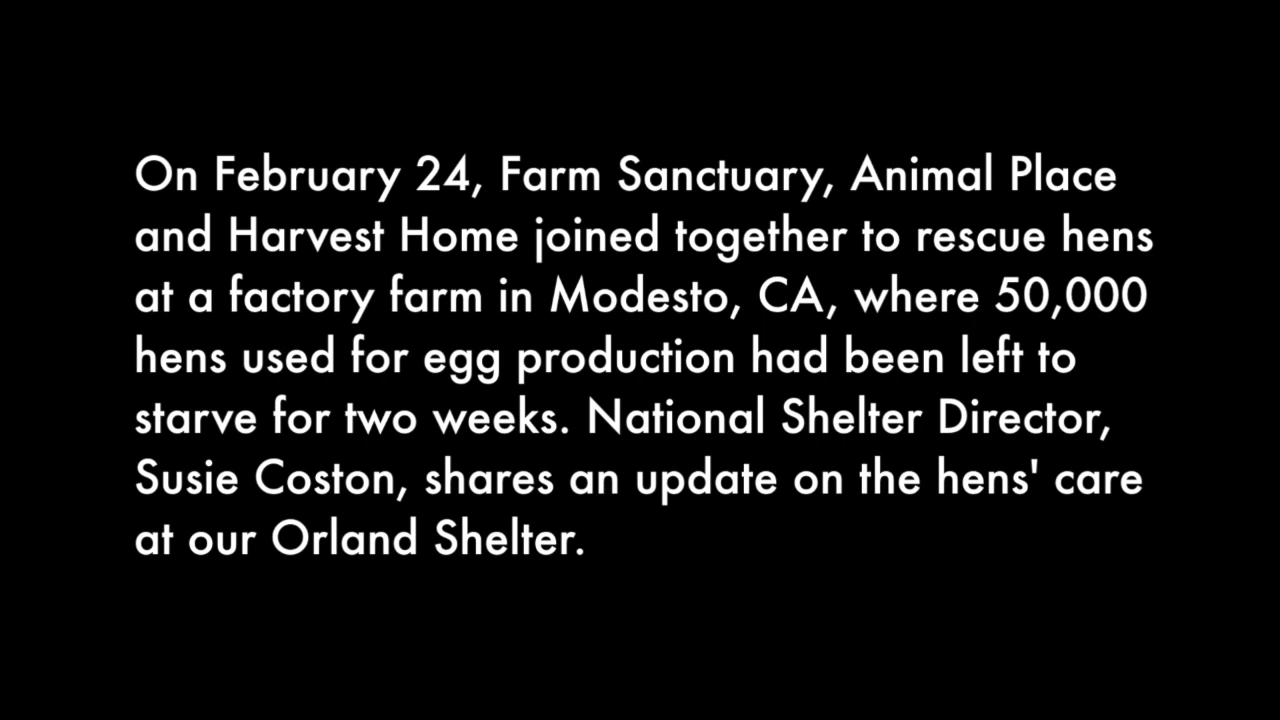 On February 24, Farm Sanctuary, Animal Place
and Harvest Home joined together to rescue hens
at a factory farm in Modesto, CA, where 50,000
hens used for egg production had been left to
starve for two weeks. National Shelter Director,
Susie Coston, shares an update on the hens' care
at our Orland Shelter.